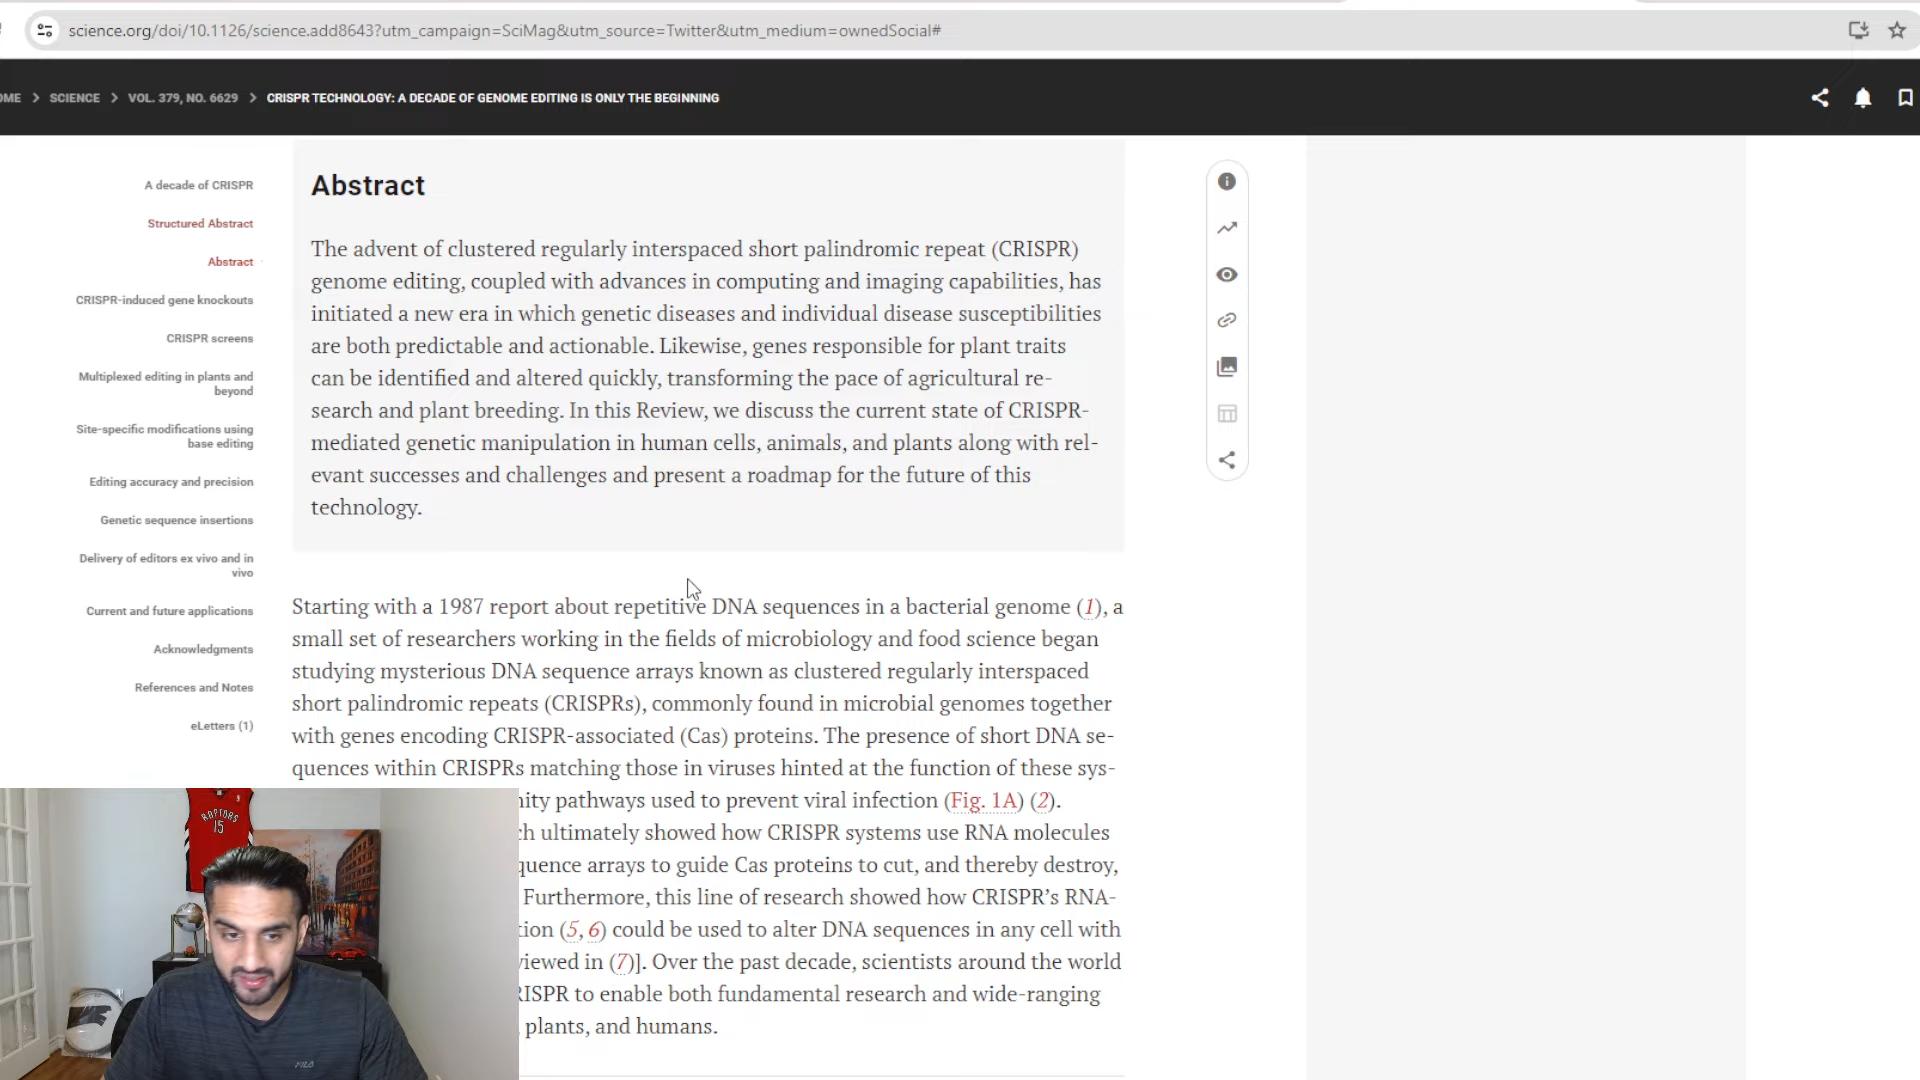 science.org/doi/10.1126/science.add8643?utm_campaign=SciMag&utm_source=Twitter&utm_medium=ownedSocial#
OME > SCIENCE > VOL. 379, NO. 6629 > CRISPR TECHNOLOGY: A DECADE OF GENOME EDITING IS ONLY THE BEGINNING
A decade of CRISPR
Structured Abstract
Abstract
CRISPR-induced gene knockouts
CRISPR screens
Multiplexed editing in plants and
beyond
Site-specific modifications using
base editing
Editing accuracy and precision
Genetic sequence insertions
Delivery of editors ex vivo and in
vivo
Current and future applications
Acknowledgments
References and Notes
eLetters (1)
Abstract
The advent of clustered regularly interspaced short palindromic repeat (CRISPR)
genome editing, coupled with advances in computing and imaging capabilities, has
initiated a new era in which genetic diseases and individual disease susceptibilities
are both predictable and actionable. Likewise, genes responsible for plant traits
can be identified and altered quickly, transforming the pace of agricultural re-
search and plant breeding. In this Review, we discuss the current state of CRISPR-
mediated genetic manipulation in human cells, animals, and plants along with rel-
evant successes and challenges and present a roadmap for the future of this
technology.
Starting with a 1987 report about repetitive DNA sequences in a bacterial genome (1), a
small set of researchers working in the fields of microbiology and food science began
studying mysterious DNA sequence arrays known as clustered regularly interspaced
short palindromic repeats (CRISPRs), commonly found in microbial genomes together
with genes encoding CRISPR-associated (Cas) proteins. The presence of short DNA se-
quences within CRISPRs matching those in viruses hinted at the function of these sys-
nity pathways used to prevent viral infection (Fig. 1A) (2).
ch ultimately showed how CRISPR systems use RNA molecules
quence arrays to guide Cas proteins to cut, and thereby destroy,
Furthermore, this line of research showed how CRISPR's RNA-
tion (5, 6) could be used to alter DNA sequences in any cell with
viewed in (7)]. Over the past decade, scientists around the world
RISPR to enable both fundamental research and wide-ranging
, plants, and humans.
RAPTORS
15
FILA